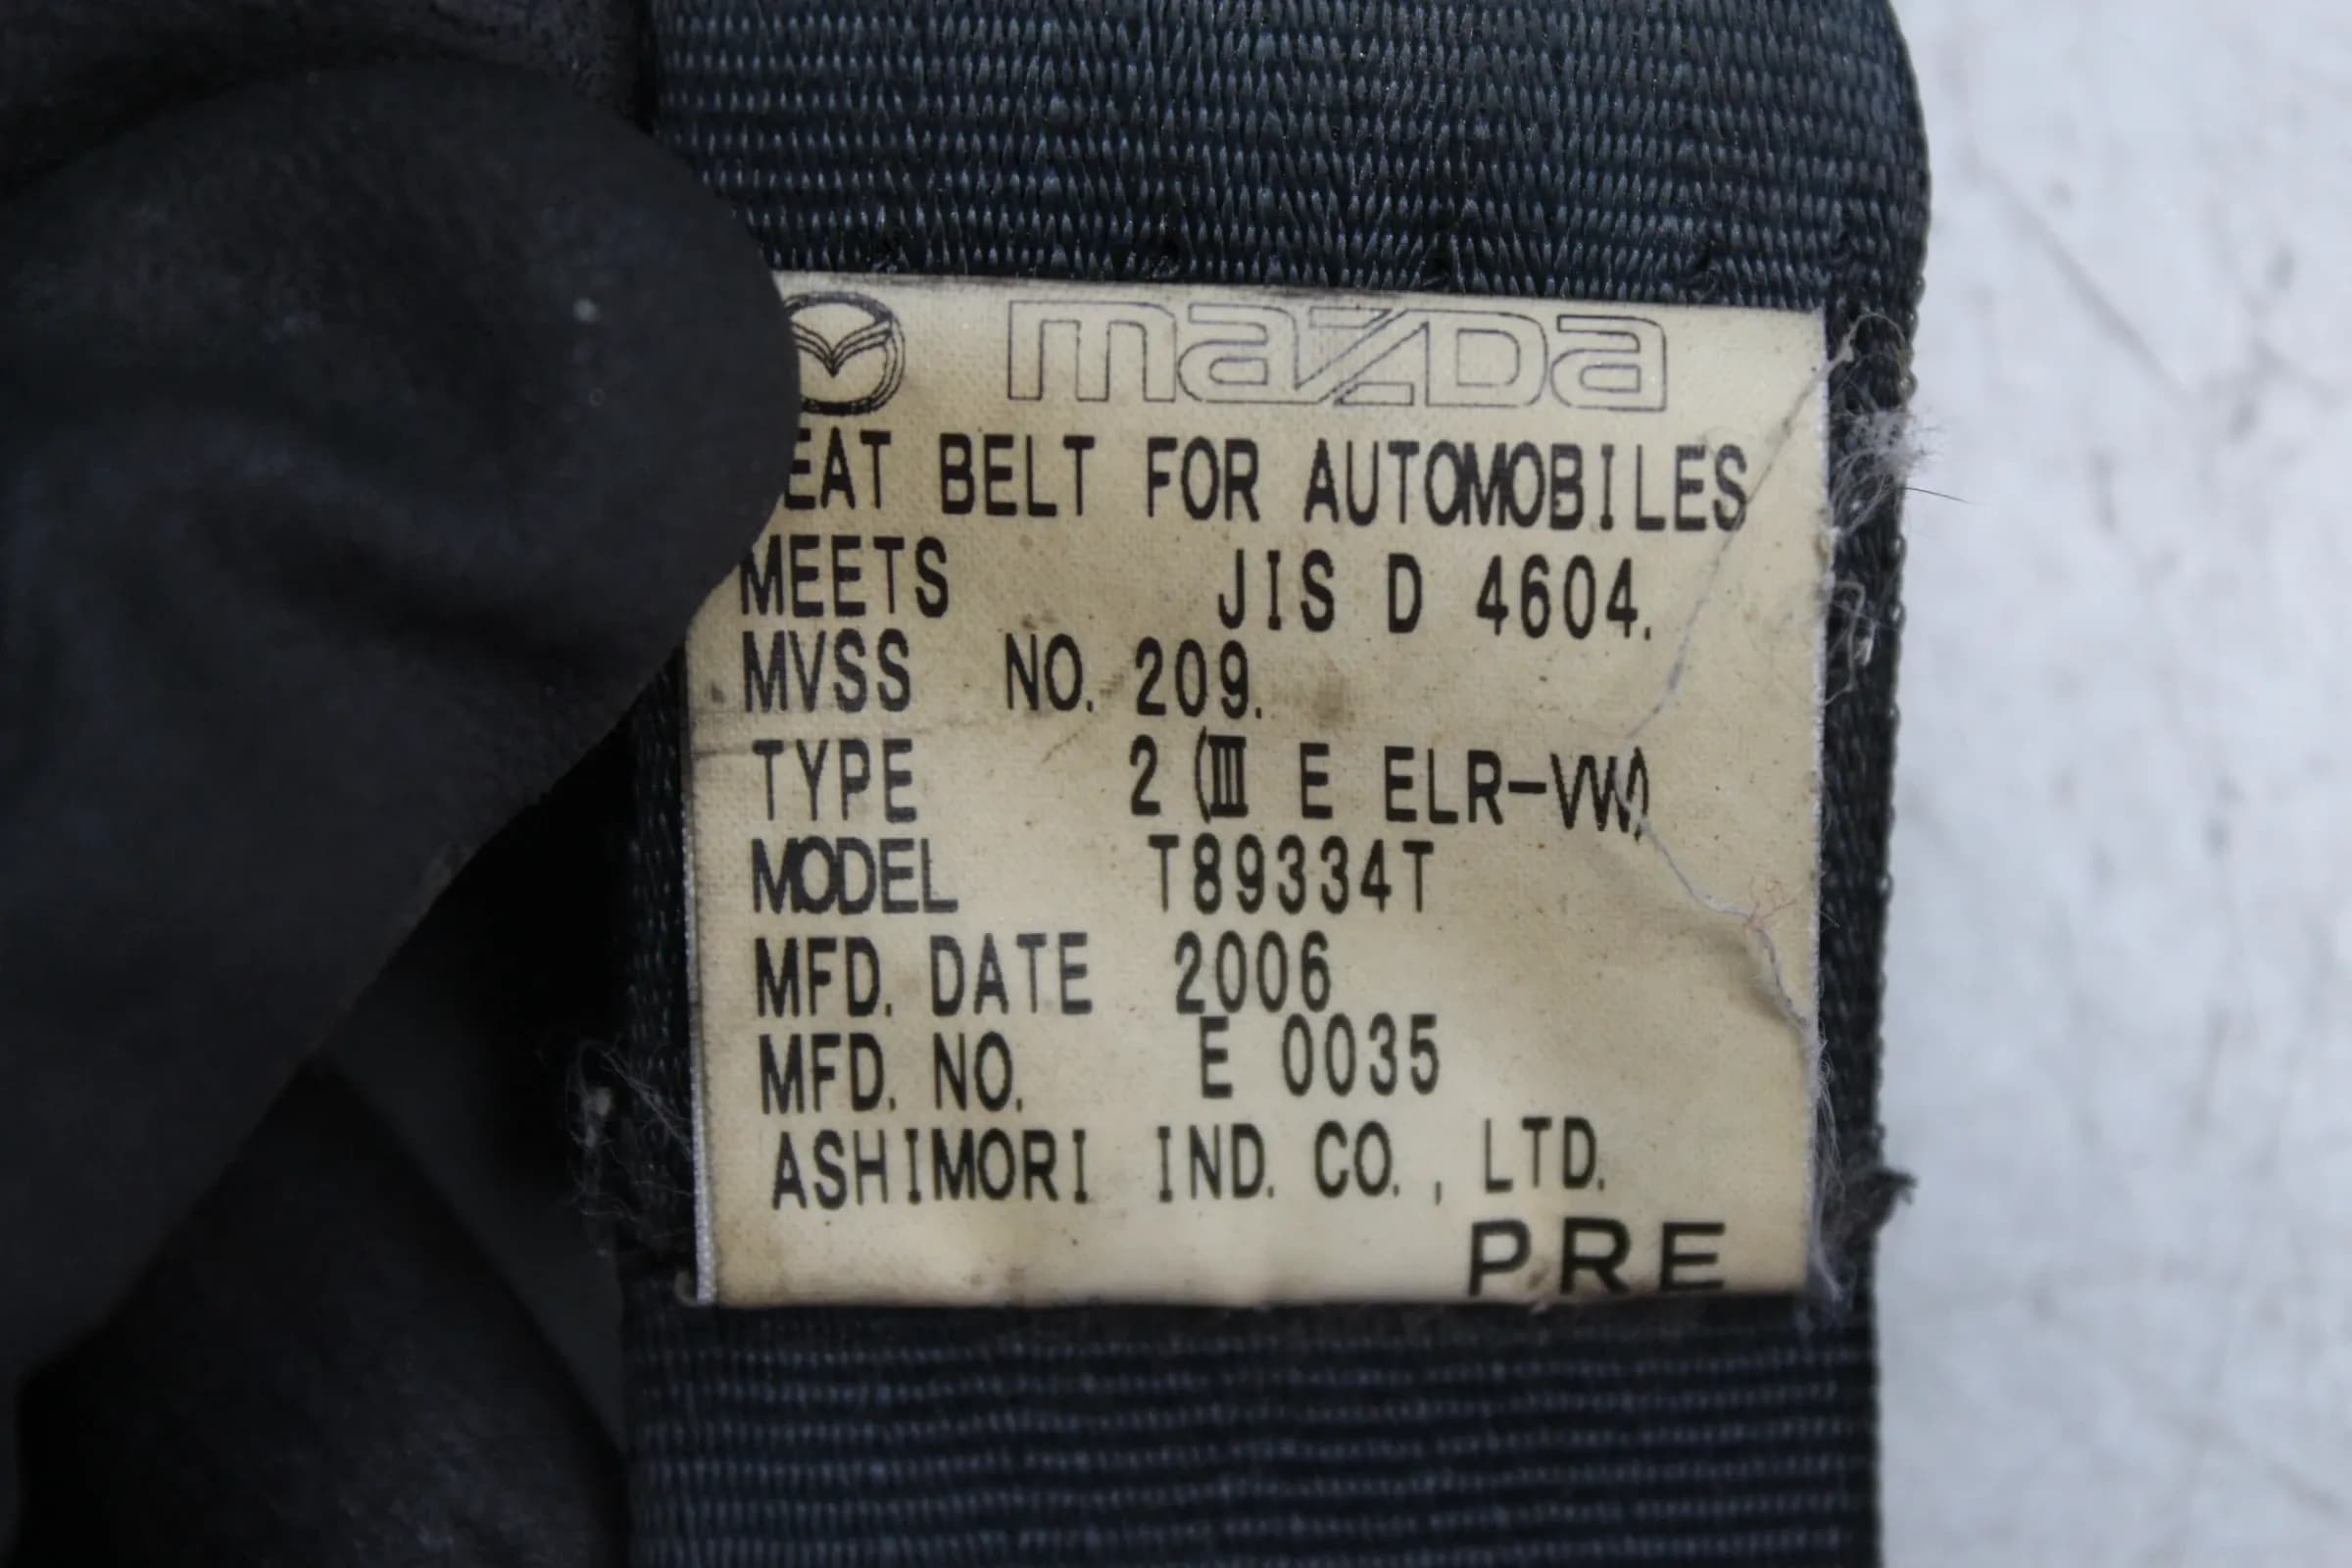 mazda
EAT BELT FOR AUTOMOBILES
MEETS JIS D 4604.
MVSS NO. 209.
TYPE 2 (Ⅲ E ELR-VW)
MODEL T89334T
MFD. DATE 2006
MFD. NO. E 0035
ASHIMORI IND. CO., LTD.
PRE